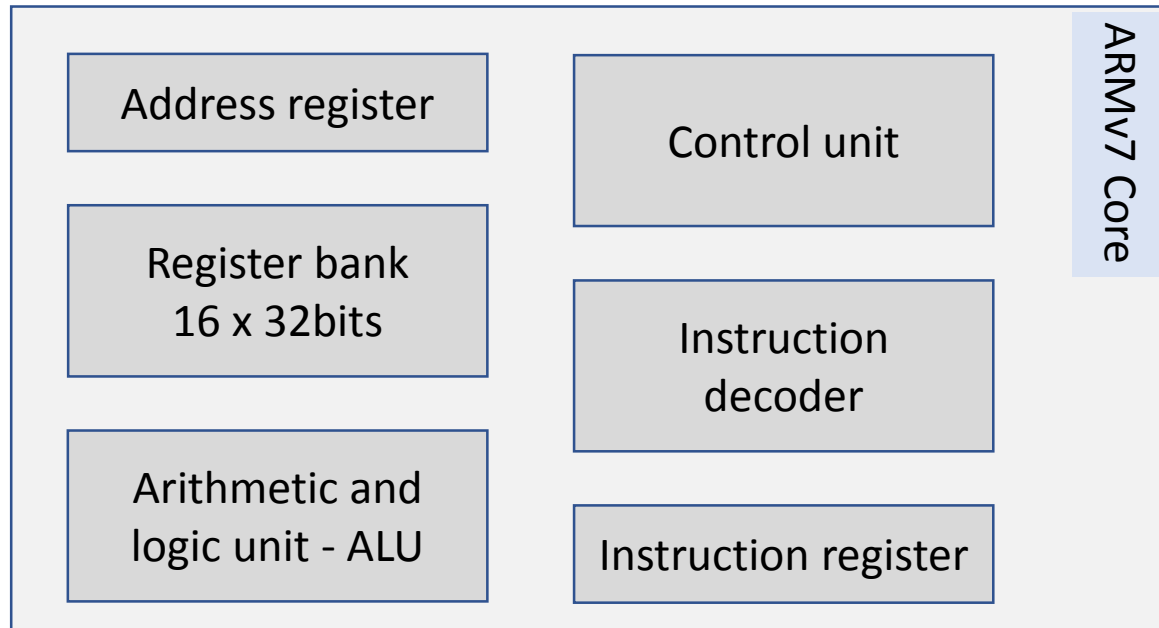 Address register
Register bank
16 x 32bits
Arithmetic and
logic unit - ALU
Control unit
Instruction
decoder
Instruction register
ARMv7 Core